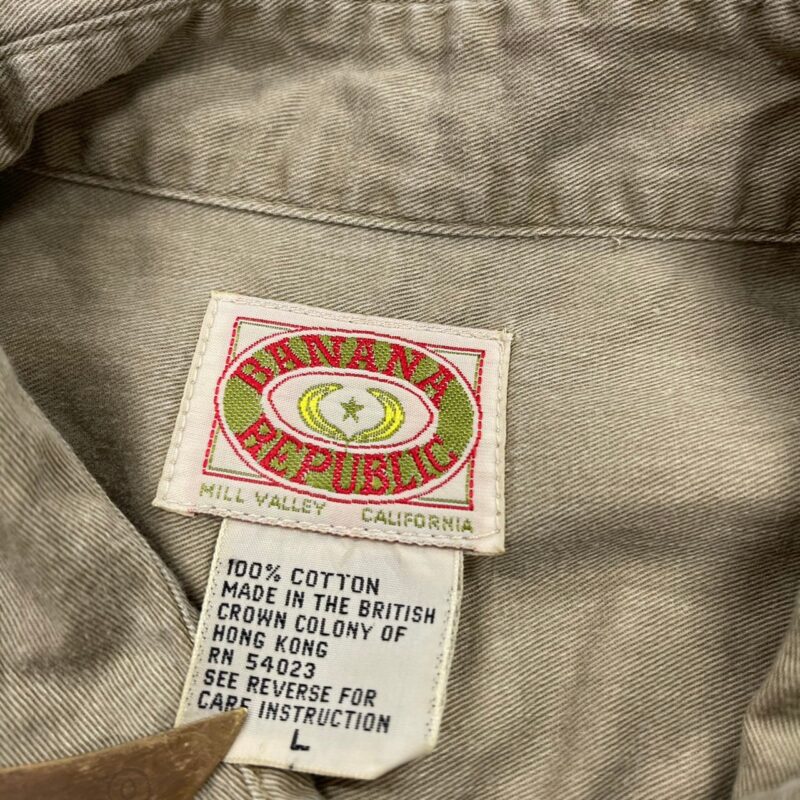 BANANA
REPUBLIC
MILL VALLEY CALIFORNIA
100% COTTON
MADE IN THE BRITISH
CROWN COLONY OF
HONG KONG
RN 54023
SEE REVERSE FOR
CARE INSTRUCTION
L